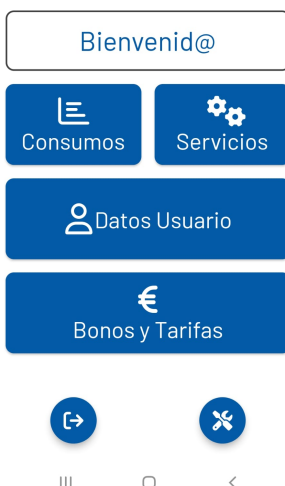 Bienvenid@
Consumos
Servicios
Datos Usuario
€
Bonos y Tarifas